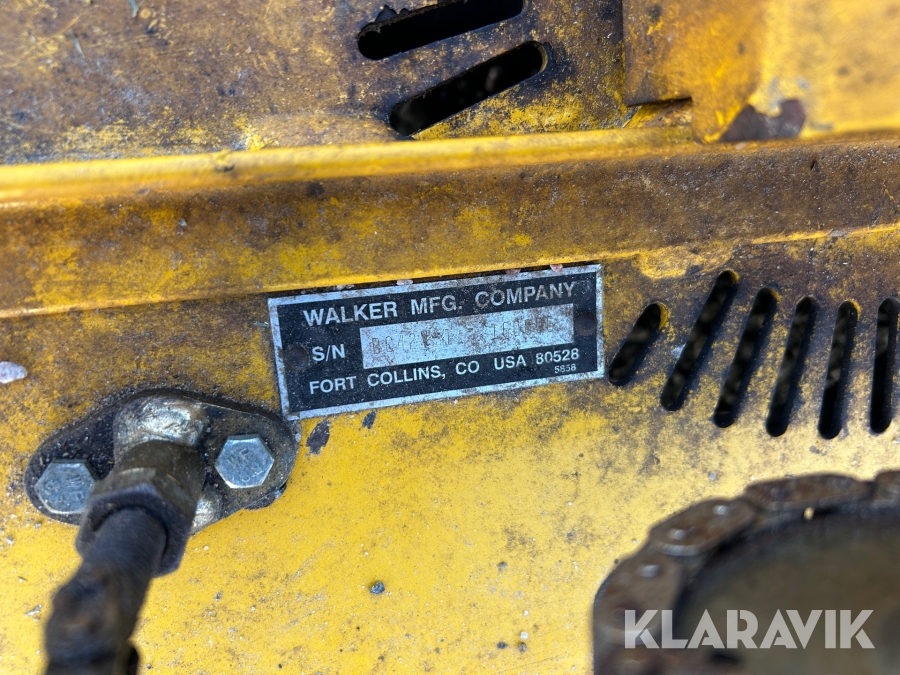 WALKER MFG. COMPANY
S/N
FORT COLLINS, CO USA 80528
5858
KLARAVIK